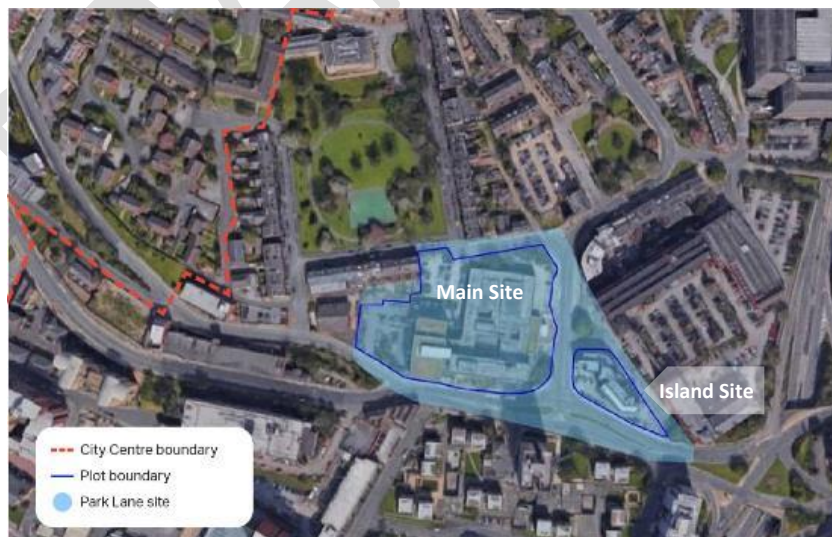 Main Site
Island Site
City Centre boundary
Plot boundary
Park Lane site